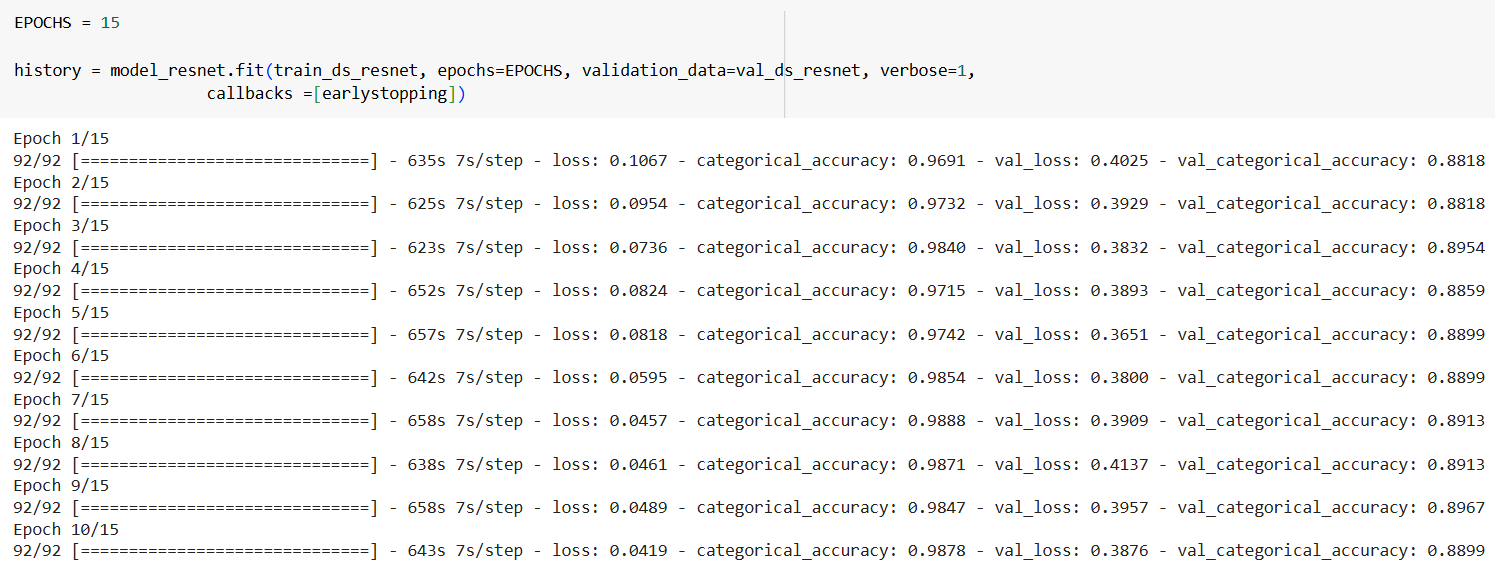 EPOCHS = 15
history = model_resnet.fit(train_ds_resnet, epochs=EPOCHS, validation_data=val_ds_resnet, verbose=1,
callbacks =[earlystopping])
Epoch 1/15
92/92 [==============================] - 635s 7s/step - loss: 0.1067 - categorical_accuracy: 0.9691 - val_loss: 0.4025 - val_categorical_accuracy: 0.8818
Epoch 2/15
92/92 [==============================] - 625s 7s/step - loss: 0.0954 - categorical_accuracy: 0.9732 - val_loss: 0.3929 - val_categorical_accuracy: 0.8818
Epoch 3/15
92/92 [==============================] - 623s 7s/step - loss: 0.0736 - categorical_accuracy: 0.9840 - val_loss: 0.3832 - val_categorical_accuracy: 0.8954
Epoch 4/15
92/92 [==============================] - 652s 7s/step - loss: 0.0824 - categorical_accuracy: 0.9715 - val_loss: 0.3893 - val_categorical_accuracy: 0.8859
Epoch 5/15
92/92 [==============================] - 657s 7s/step - loss: 0.0818 - categorical_accuracy: 0.9742 - val_loss: 0.3651 - val_categorical_accuracy: 0.8899
Epoch 6/15
92/92 [==============================] - 642s 7s/step - loss: 0.0595 - categorical_accuracy: 0.9854 - val_loss: 0.3800 - val_categorical_accuracy: 0.8899
Epoch 7/15
92/92 [==============================] - 658s 7s/step - loss: 0.0457 - categorical_accuracy: 0.9888 - val_loss: 0.3909 - val_categorical_accuracy: 0.8913
Epoch 8/15
92/92 [==============================] - 638s 7s/step - loss: 0.0461 - categorical_accuracy: 0.9871 - val_loss: 0.4137 - val_categorical_accuracy: 0.8913
Epoch 9/15
92/92 [==============================] - 658s 7s/step - loss: 0.0489 - categorical_accuracy: 0.9847 - val_loss: 0.3957 - val_categorical_accuracy: 0.8967
Epoch 10/15
92/92 [==============================] - 643s 7s/step - loss: 0.0419 - categorical_accuracy: 0.9878 - val_loss: 0.3876 - val_categorical_accuracy: 0.8899